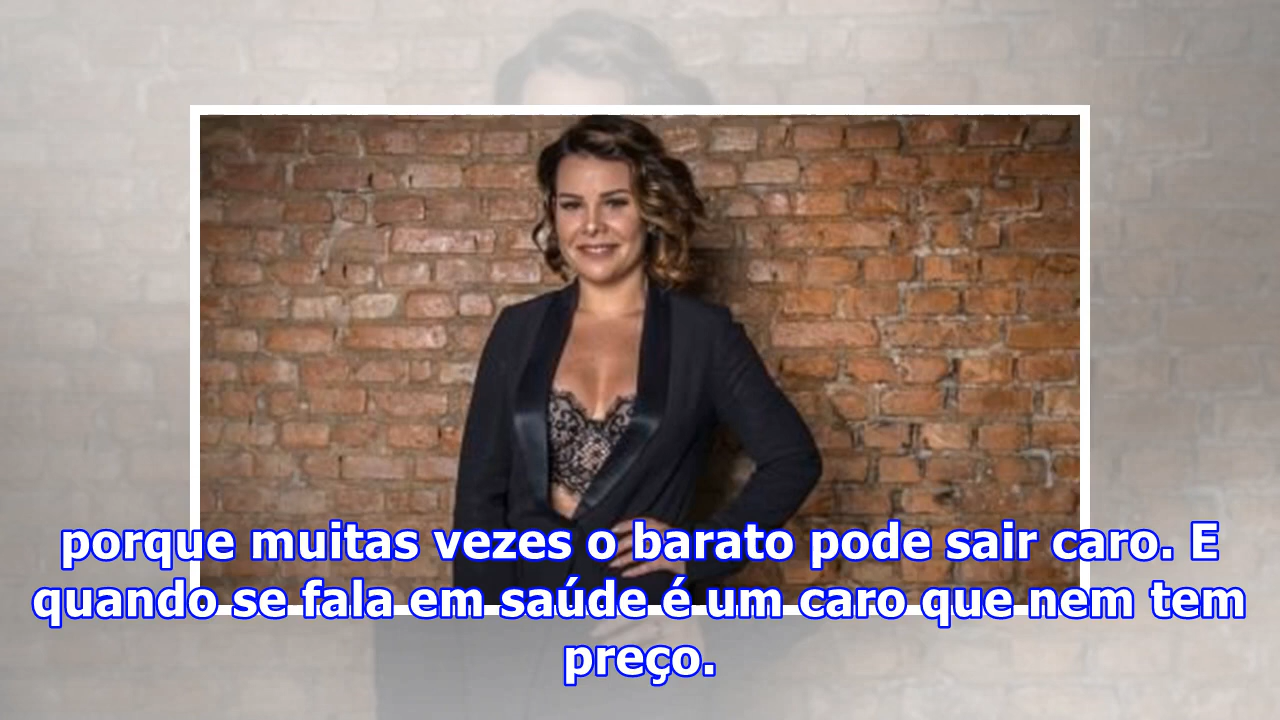 porque muitas vezes o barato pode sair caro. E
quando se fala em saúde é um caro que nem tem
preço.